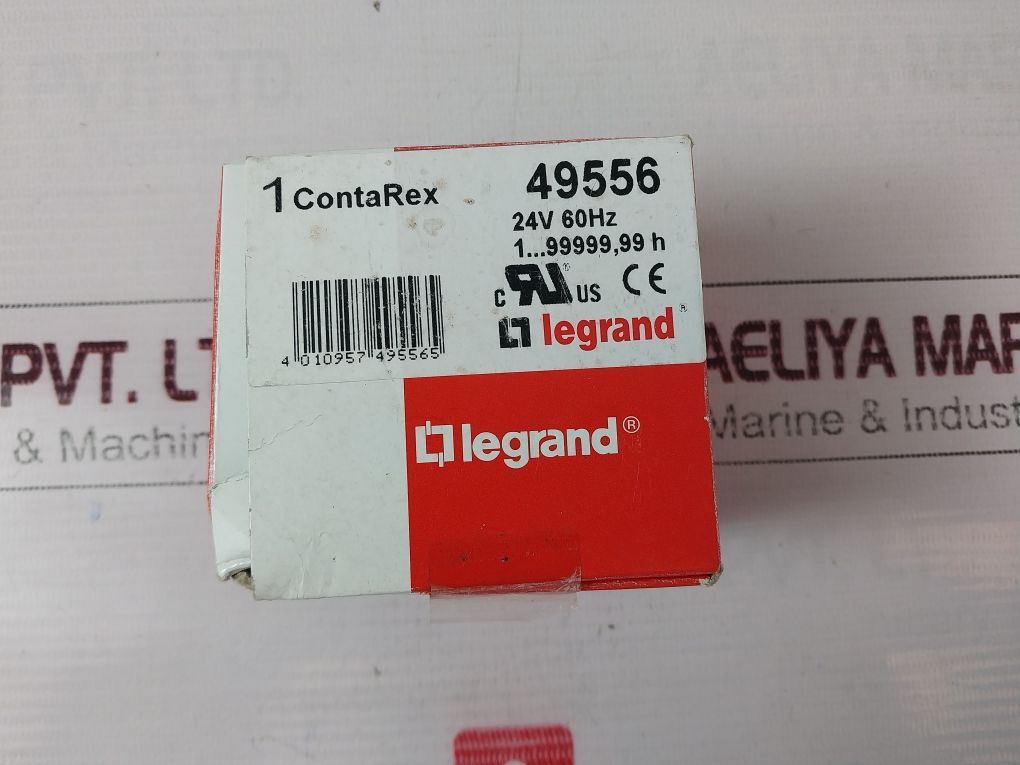 1 ContaRex
49556
24V 60Hz
1...99999,99 h
c RU ® US CE
legrand®
4 010957 495565
legrand®
PVT. L
& Machin
AELIYA MAR
Marine & Indust